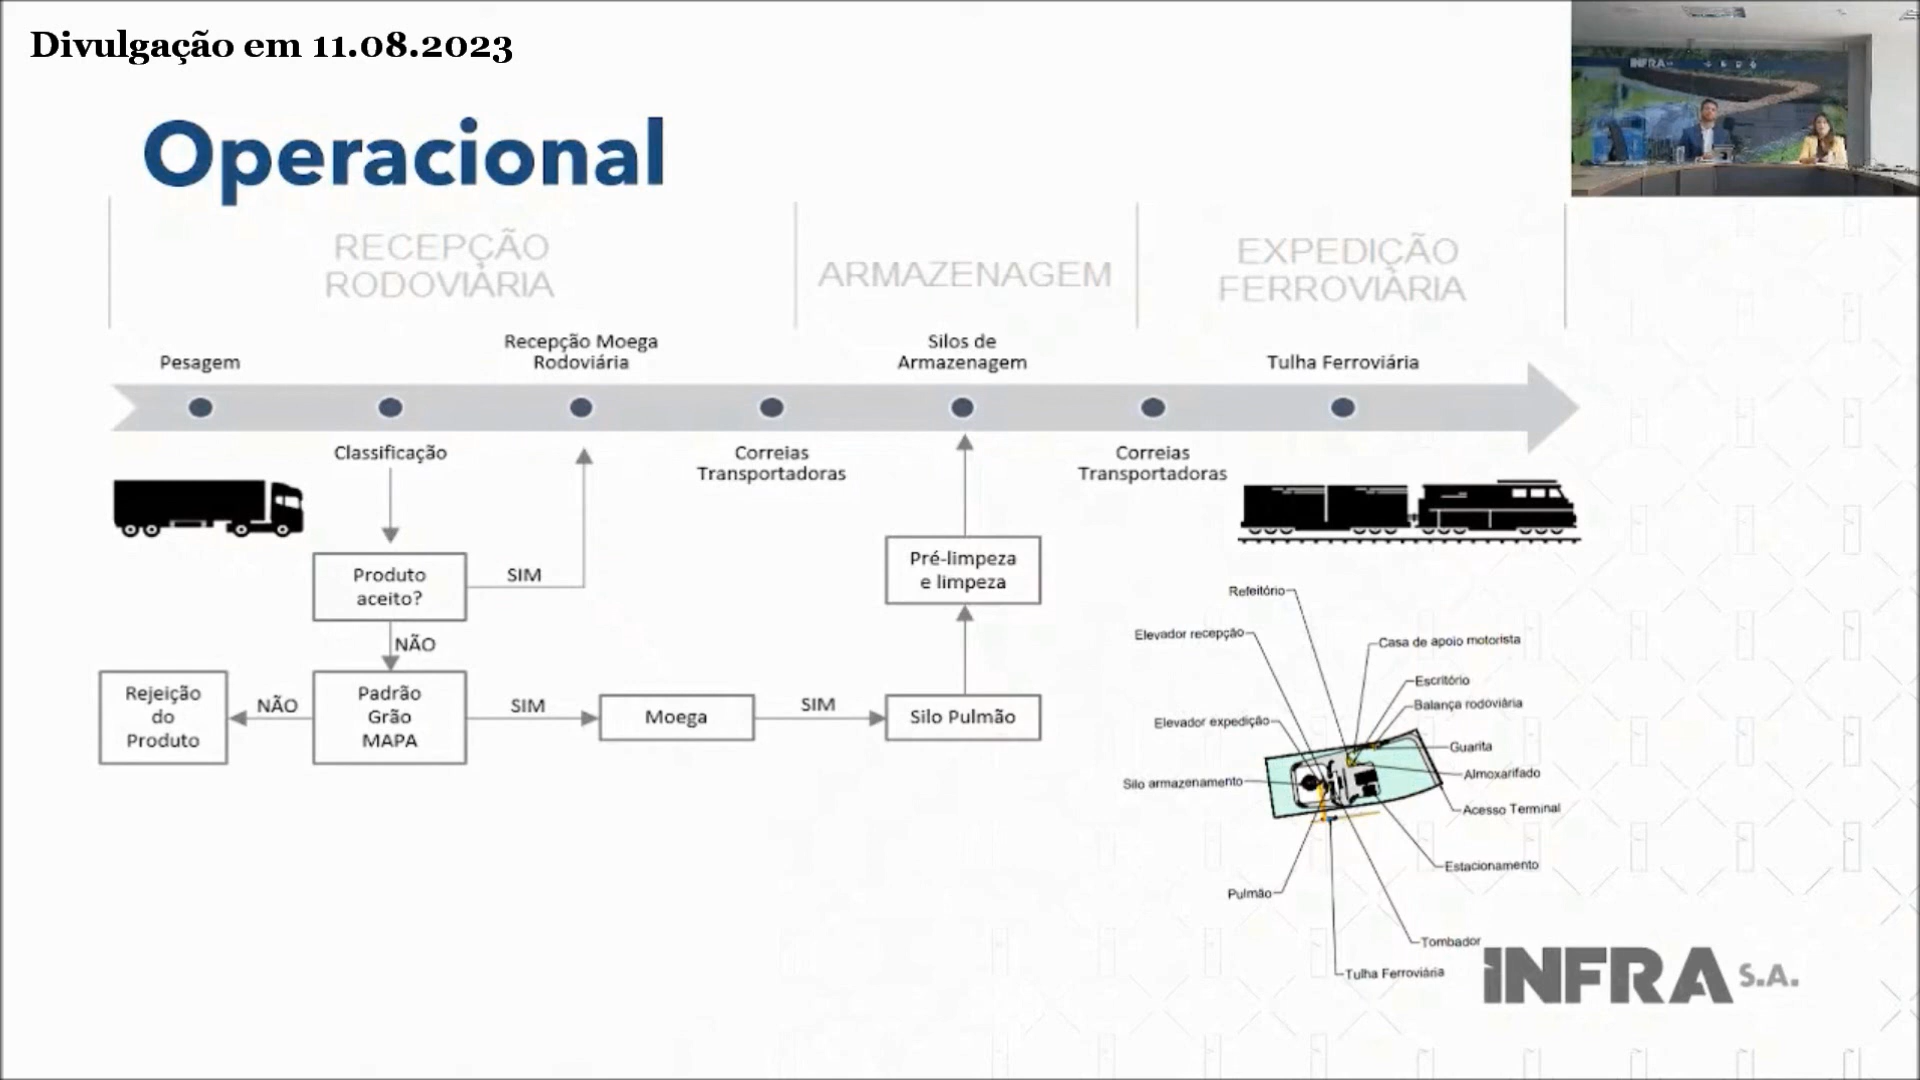 Divulgação em 11.08.2023
INFRA
Operacional
RECEPÇÃO
RODOVIÁRIA
ARMAZENAGEM
EXPEDIÇÃO
FERROVIÁRIA
Pesagem
Recepção Moega
Rodoviária
Silos de
Armazenagem
Tulha Ferroviária
Classificação
Correias
Transportadoras
Correias
Transportadoras
Produto
aceito?
SIM
NÃO
Pré-limpeza
e limpeza
Rejeição
do
Produto
NÃO
Padrão
Grão
MAPA
SIM
Moega
SIM
Silo Pulmão
Refeitório
Elevador recepção
Casa de apoio motorista
Escritório
Balança rodoviária
Elevador expedição
Guarita
Almoxarifado
Silo armazenamento
Acesso Terminal
Estacionamento
Pulmão
Tombador
Tulha Ferroviária
INFRA S.A.